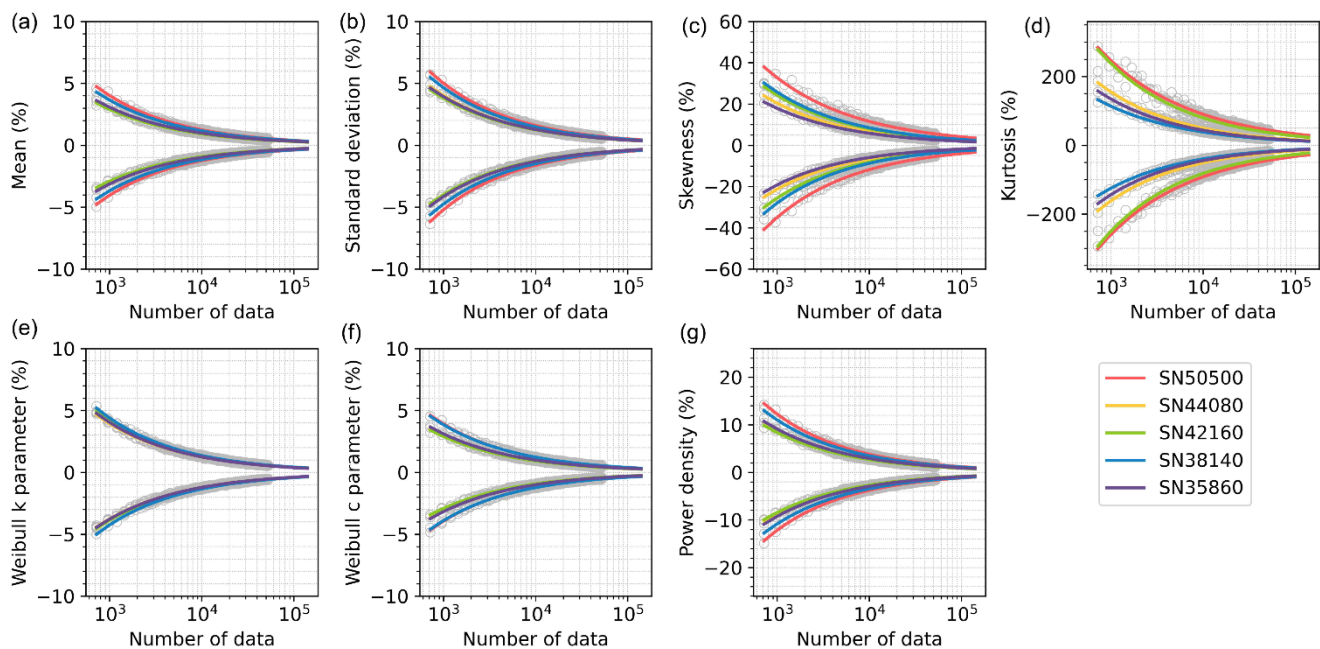 (a)
10
5
0
−5
−10
Mean (%)
10³
10⁴
10⁵
Number of data
(b)
10
5
0
−5
−10
Standard deviation (%)
10³
10⁴
10⁵
Number of data
(c)
60
40
20
0
−20
−40
−60
Skewness (%)
10³
10⁴
10⁵
Number of data
(d)
200
0
−200
Kurtosis (%)
10³
10⁴
10⁵
Number of data
(e)
10
5
0
−5
−10
Weibull k parameter (%)
10³
10⁴
10⁵
Number of data
(f)
10
5
0
−5
−10
Weibull c parameter (%)
10³
10⁴
10⁵
Number of data
(g)
20
10
0
−10
−20
Power density (%)
10³
10⁴
10⁵
Number of data
SN50500
SN44080
SN42160
SN38140
SN35860